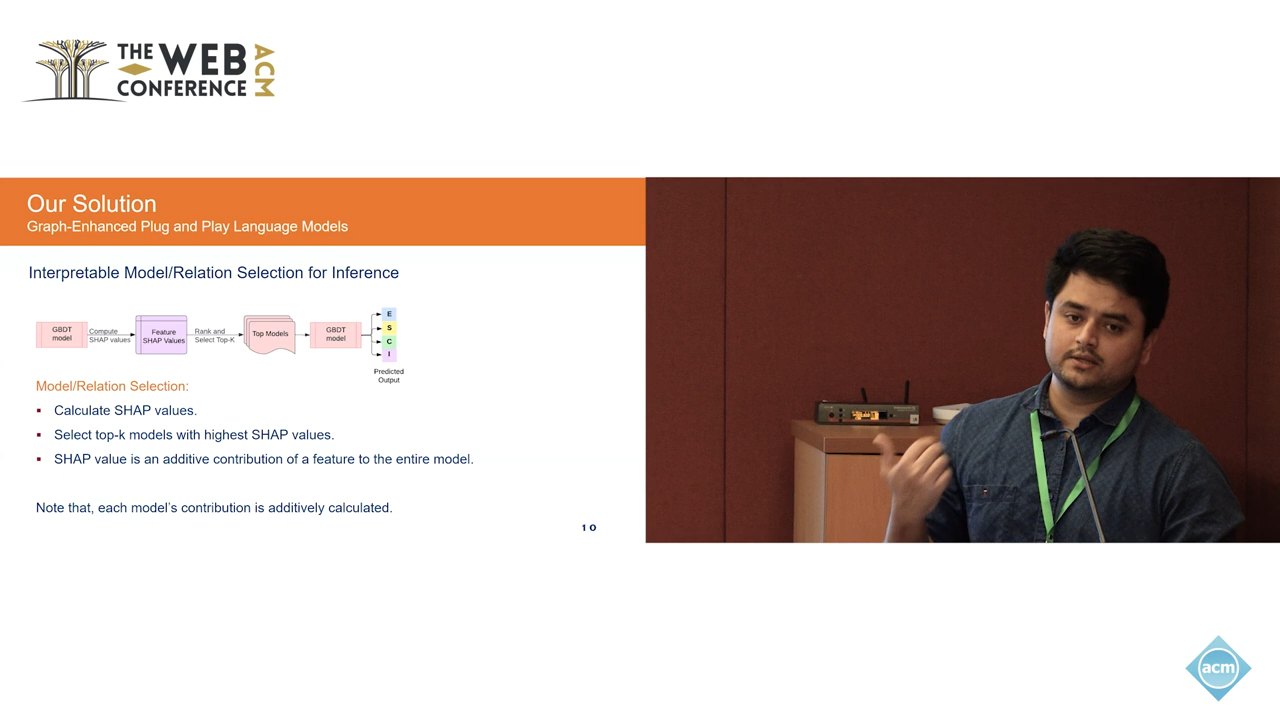 THE WEB
CONFERENCE
ACM
Our Solution
Graph-Enhanced Plug and Play Language Models
Interpretable Model/Relation Selection for Inference
GBDT
model
Compute
SHAP values
Feature
SHAP Values
Rank and
Select Top-K
Top Models
GBDT
model
E
S
C
I
Predicted
Output
Model/Relation Selection:
▪ Calculate SHAP values.
▪ Select top-k models with highest SHAP values.
▪ SHAP value is an additive contribution of a feature to the entire model.
Note that, each model's contribution is additively calculated.
10
acm